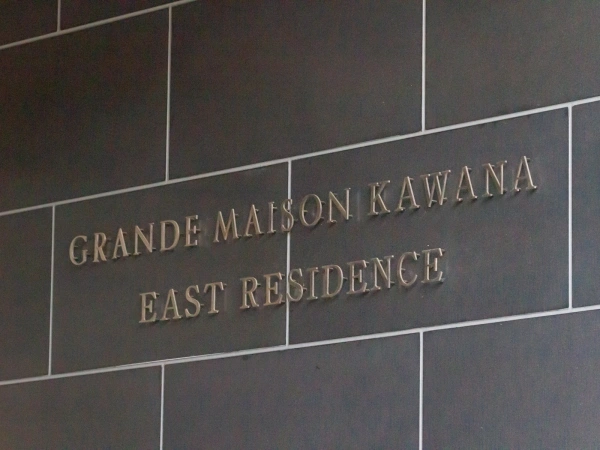 GRANDE MAISON KAWANA
EAST RESIDENCE